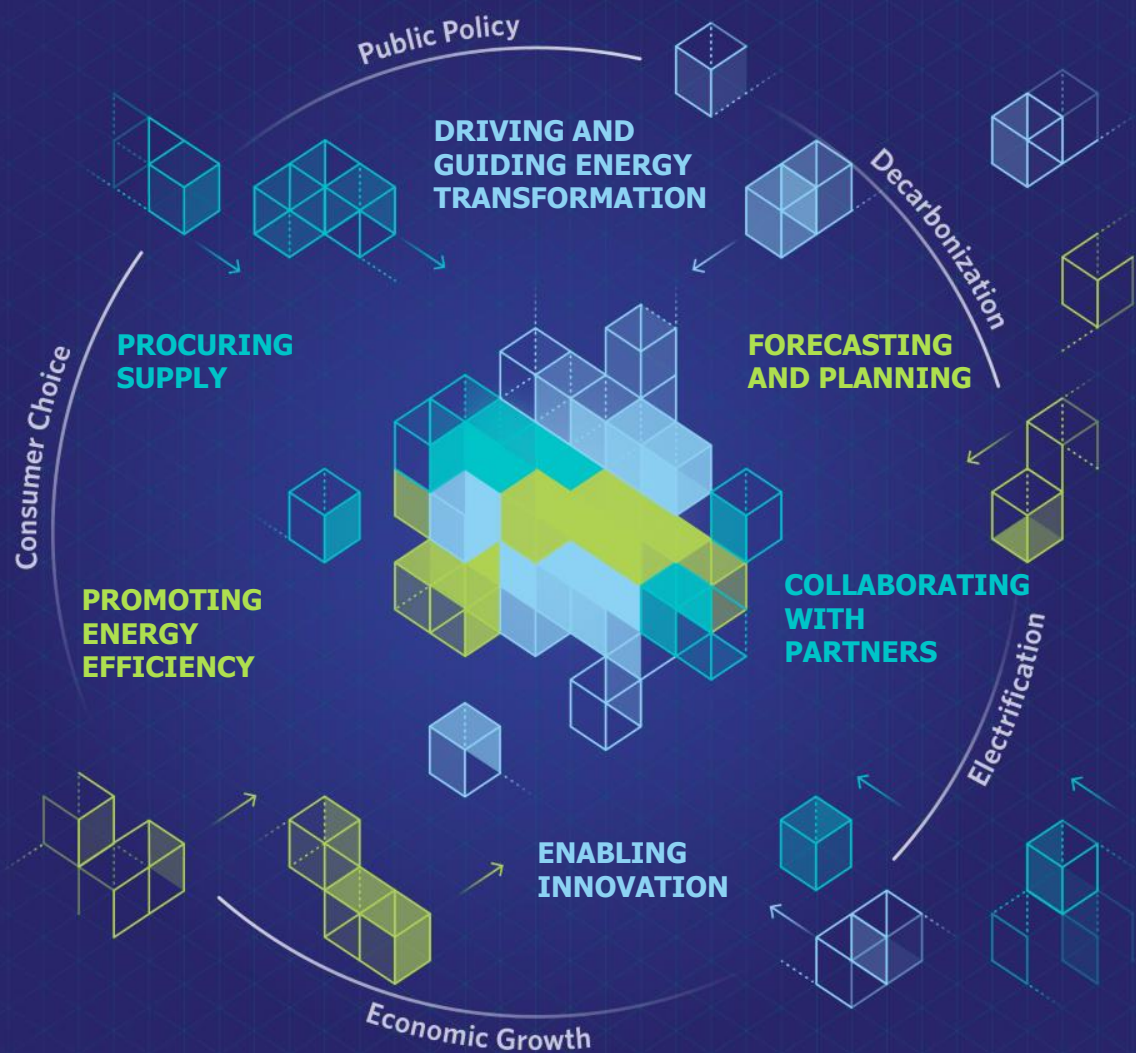 Public Policy
DRIVING AND
GUIDING ENERGY
TRANSFORMATION
Decarbonization
PROCURING
SUPPLY
FORECASTING
AND PLANNING
Consumer Choice
PROMOTING
ENERGY
EFFICIENCY
COLLABORATING
WITH
PARTNERS
Electrification
ENABLING
INNOVATION
Economic Growth